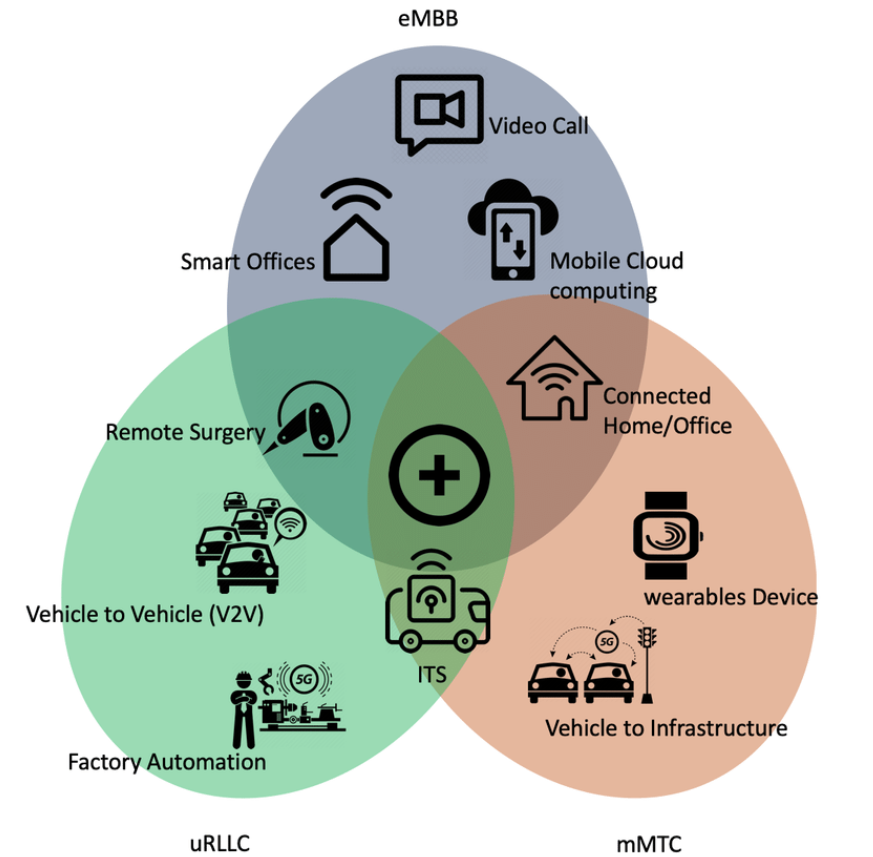 eMBB
Video Call
Smart Offices
Mobile Cloud
computing
Connected
Home/Office
Remote Surgery
wearables Device
Vehicle to Vehicle (V2V)
5G
ITS
5G
Vehicle to Infrastructure
Factory Automation
uRLLC
mMTC